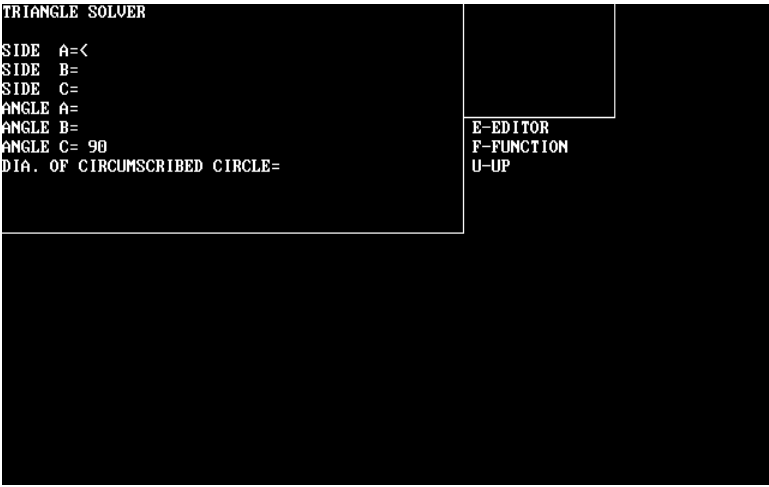 TRIANGLE SOLVER
SIDE  A=<
SIDE  B=
SIDE  C=
ANGLE A=
ANGLE B=
ANGLE C= 90
DIA. OF CIRCUMSCRIBED CIRCLE=
E-EDITOR
F-FUNCTION
U-UP